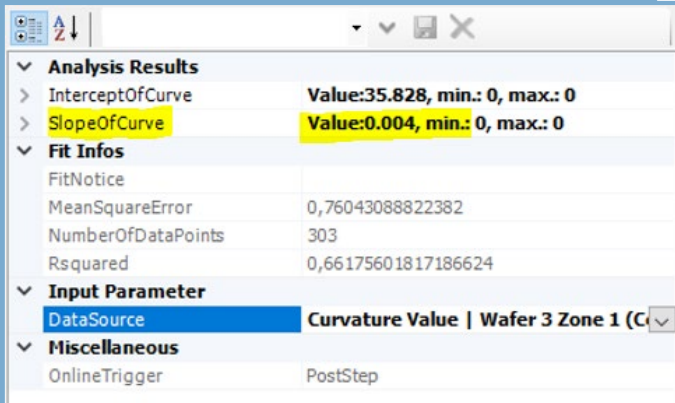 Analysis Results
InterceptOfCurve Value:35.828, min.: 0, max.: 0
SlopeOfCurve Value:0.004, min.: 0, max.: 0
Fit Infos
FitNotice
MeanSquareError 0,76043088822382
NumberOfDataPoints 303
Rsquared 0,66175601817186624
Input Parameter
DataSource Curvature Value | Wafer 3 Zone 1 (C
Miscellaneous
OnlineTrigger PostStep